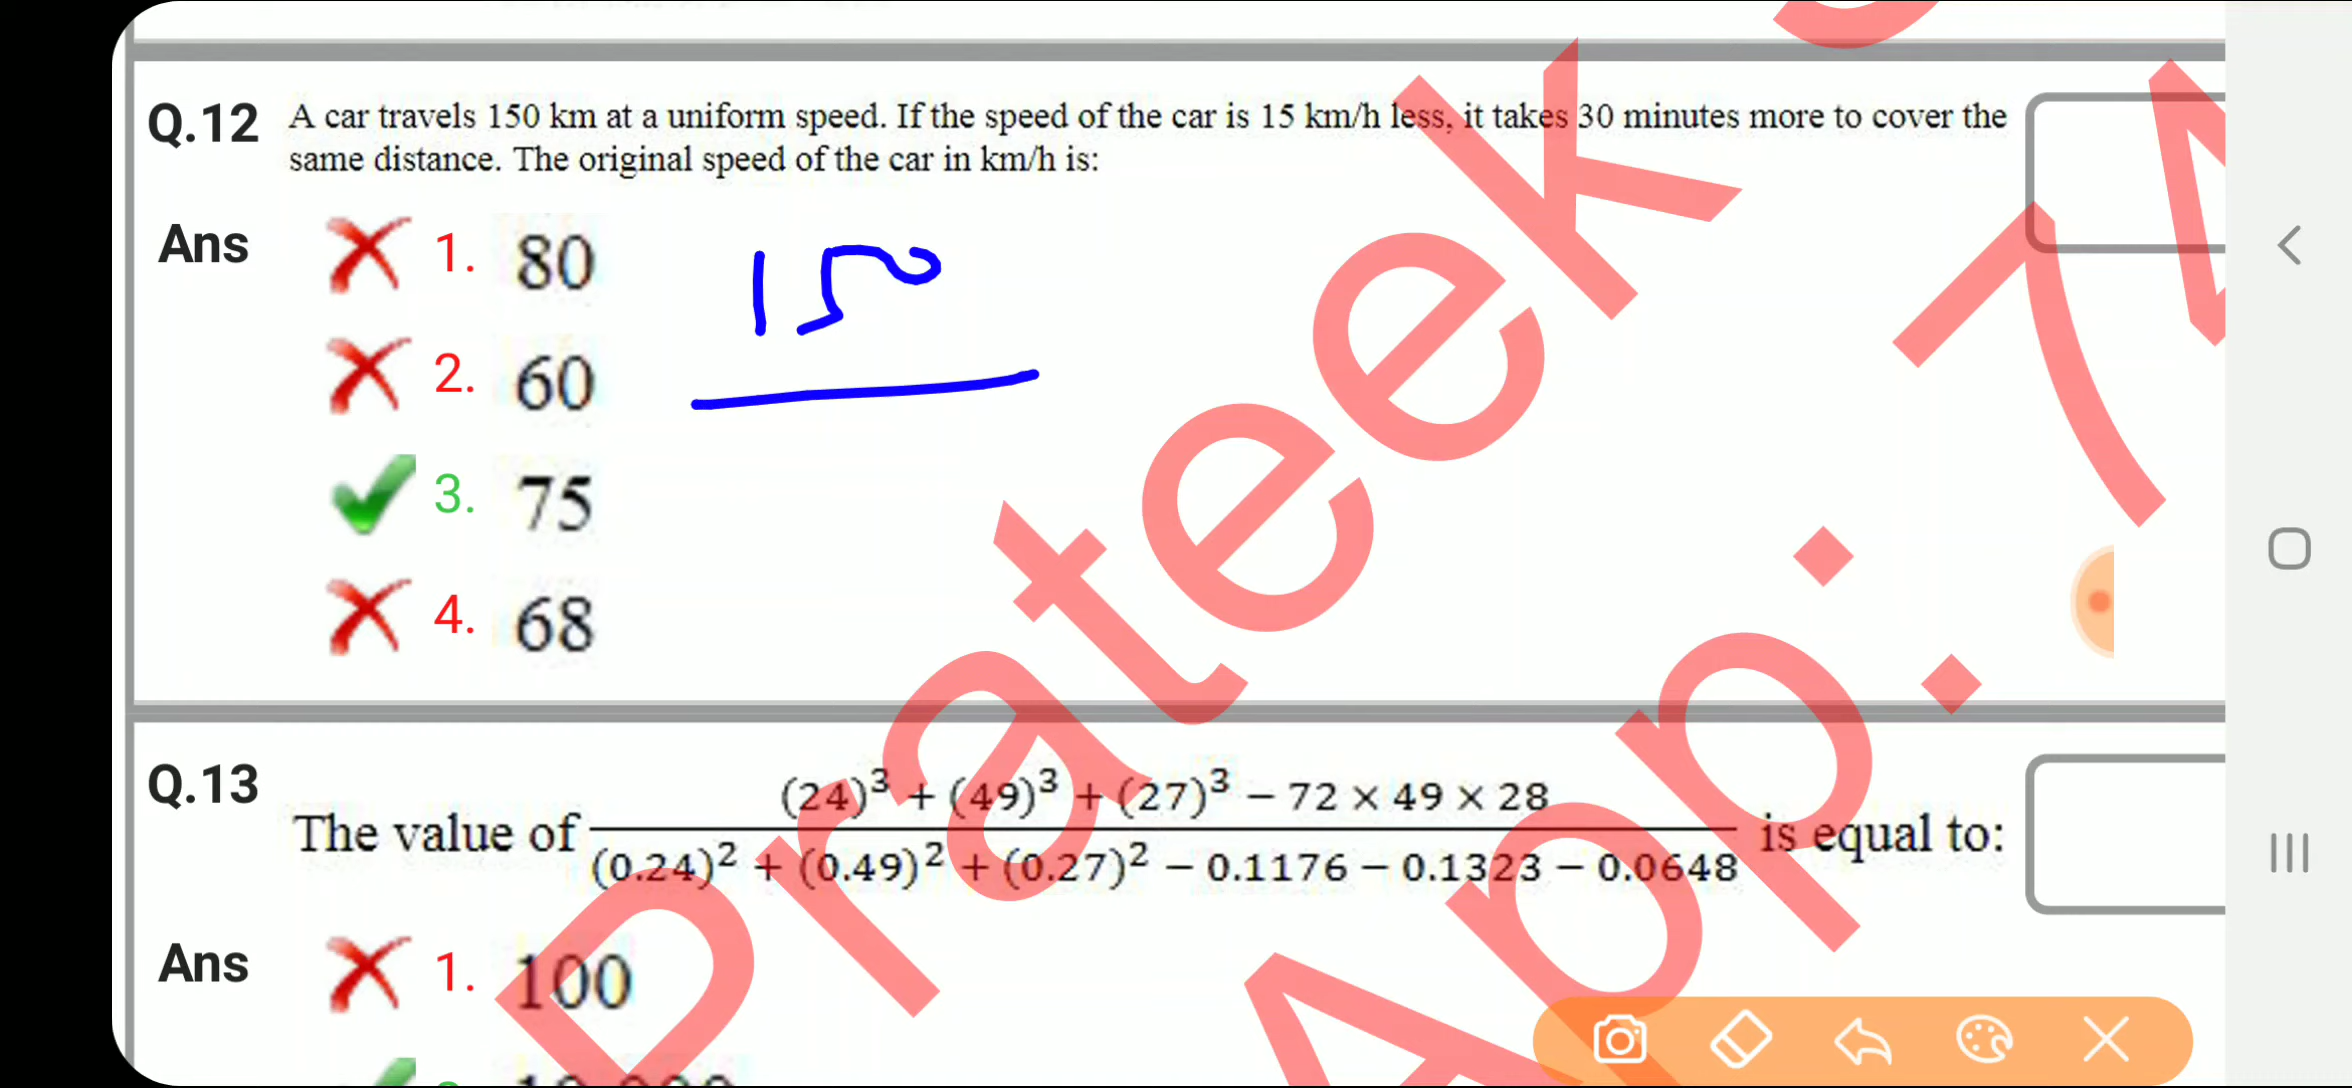 Q.12 A car travels 150 km at a uniform speed. If the speed of the car is 15 km/h less, it takes 30 minutes more to cover the
same distance. The original speed of the car in km/h is:
Ans 1. 80
150
2. 60
3. 75
4. 68
Q.13 The value of (24)³ + (49)³ + (27)³ − 72 × 49 × 28 / (0.24)² + (0.49)² + (0.27)² − 0.1176 − 0.1323 − 0.0648 is equal to:
Ans 1. 100
Prateek
App.